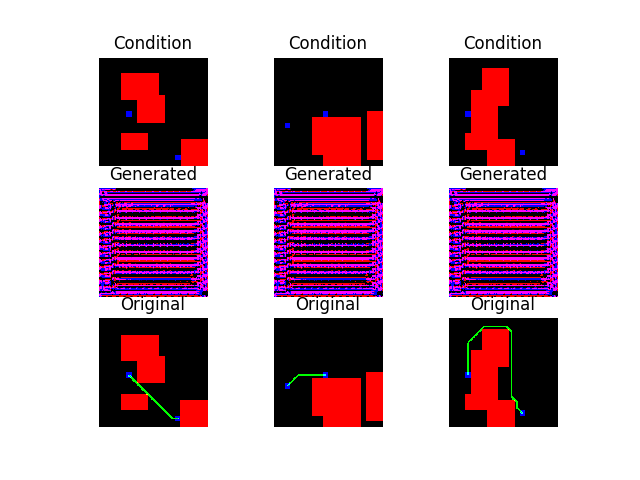 Condition Condition Condition
Generated Generated Generated
Original Original Original